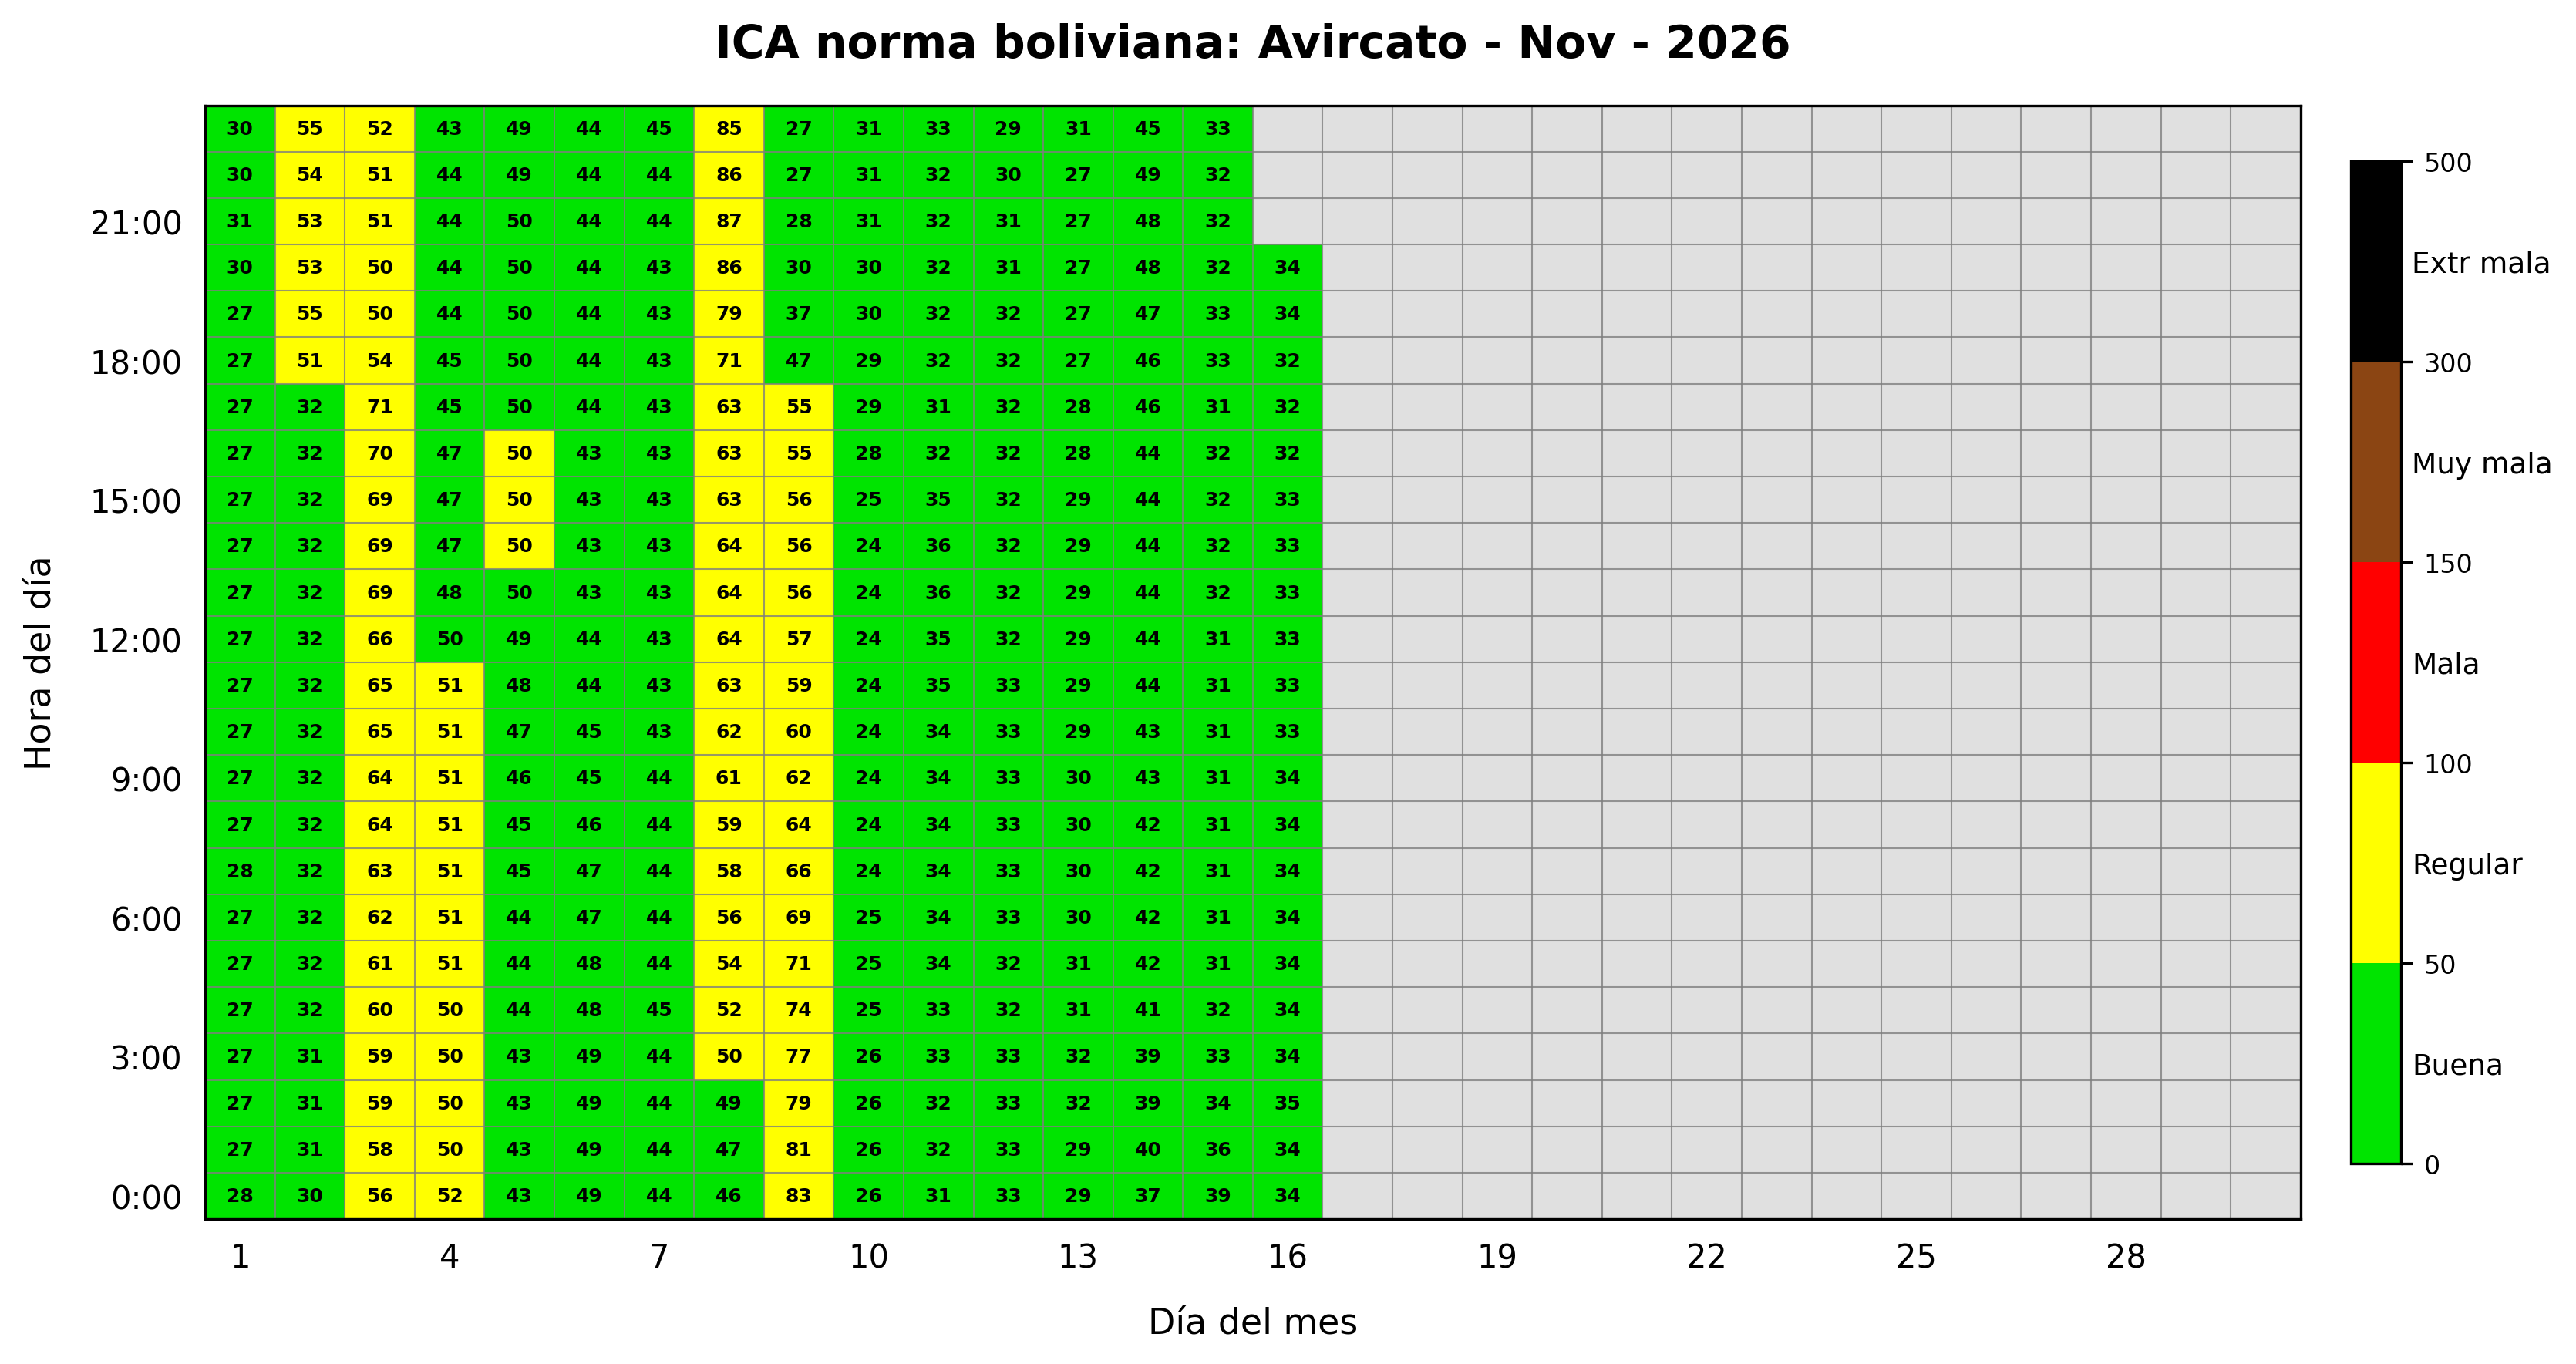 ICA norma boliviana: Avircato - Nov - 2026
30 55 52 43 49 44 45 85 27 31 33 29 31 45 33
30 54 51 44 49 44 44 86 27 31 32 30 27 49 32
21:00 31 53 51 44 50 44 44 87 28 31 32 31 27 48 32
30 53 50 44 50 44 43 86 30 30 32 31 27 48 32 34
27 55 50 44 50 44 43 79 37 30 32 32 27 47 33 34
18:00 27 51 54 45 50 44 43 71 47 29 32 32 27 46 33 32
27 32 71 45 50 44 43 63 55 29 31 32 28 46 31 32
27 32 70 47 50 43 43 63 55 28 32 32 28 44 32 32
15:00 27 32 69 47 50 43 43 63 56 25 35 32 29 44 32 33
27 32 69 47 50 43 43 64 56 24 36 32 29 44 32 33
27 32 69 48 50 43 43 64 56 24 36 32 29 44 32 33
12:00 27 32 66 50 49 44 43 64 57 24 35 32 29 44 31 33
27 32 65 51 48 44 43 63 59 24 35 33 29 44 31 33
27 32 65 51 47 45 43 62 60 24 34 33 29 43 31 33
9:00 27 32 64 51 46 45 44 61 62 24 34 33 30 43 31 34
27 32 64 51 45 46 44 59 64 24 34 33 30 42 31 34
28 32 63 51 45 47 44 58 66 24 34 33 30 42 31 34
6:00 27 32 62 51 44 47 44 56 69 25 34 33 30 42 31 34
27 32 61 51 44 48 44 54 71 25 34 32 31 42 31 34
27 32 60 50 44 48 45 52 74 25 33 32 31 41 32 34
3:00 27 31 59 50 43 49 44 50 77 26 33 33 32 39 33 34
27 31 59 50 43 49 44 49 79 26 32 33 32 39 34 35
27 31 58 50 43 49 44 47 81 26 32 33 29 40 36 34
0:00 28 30 56 52 43 49 44 46 83 26 31 33 29 37 39 34
1 4 7 10 13 16 19 22 25 28
Día del mes
Hora del día
500
Extr mala
300
Muy mala
150
Mala
100
Regular
50
Buena
0